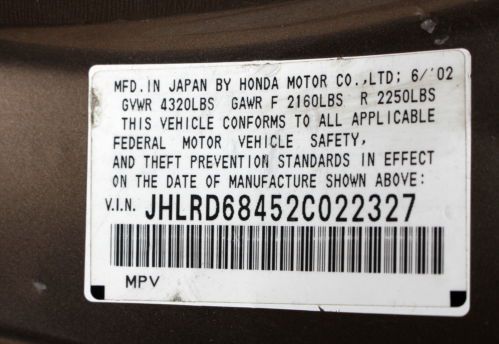 MFD.IN JAPAN BY HONDA MOTOR CO.,LTD; 6/'02
GVWR 4320LBS GAWR F 2160LBS R 2250LBS
THIS VEHICLE CONFORMS TO ALL APPLICABLE
FEDERAL MOTOR VEHICLE SAFETY,
AND THEFT PREVENTION STANDARDS IN EFFECT
ON THE DATE OF MANUFACTURE SHOWN ABOVE:
V.I.N. JHLRD68452C022327
MPV